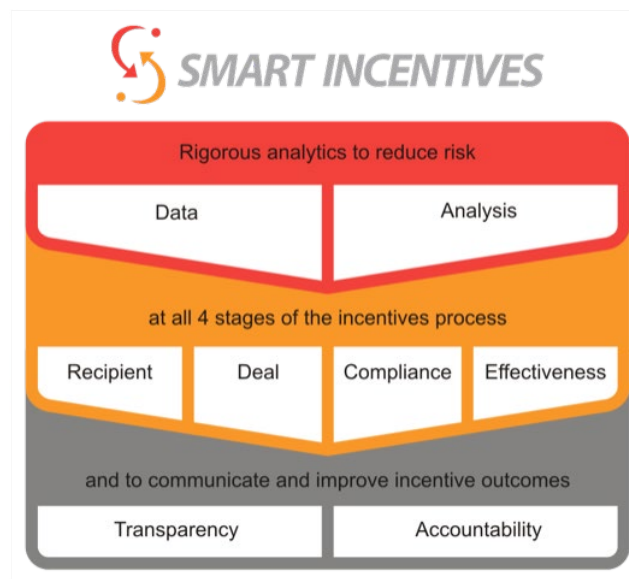 SMART INCENTIVES
Rigorous analytics to reduce risk
Data
Analysis
at all 4 stages of the incentives process
Recipient
Deal
Compliance
Effectiveness
and to communicate and improve incentive outcomes
Transparency
Accountability